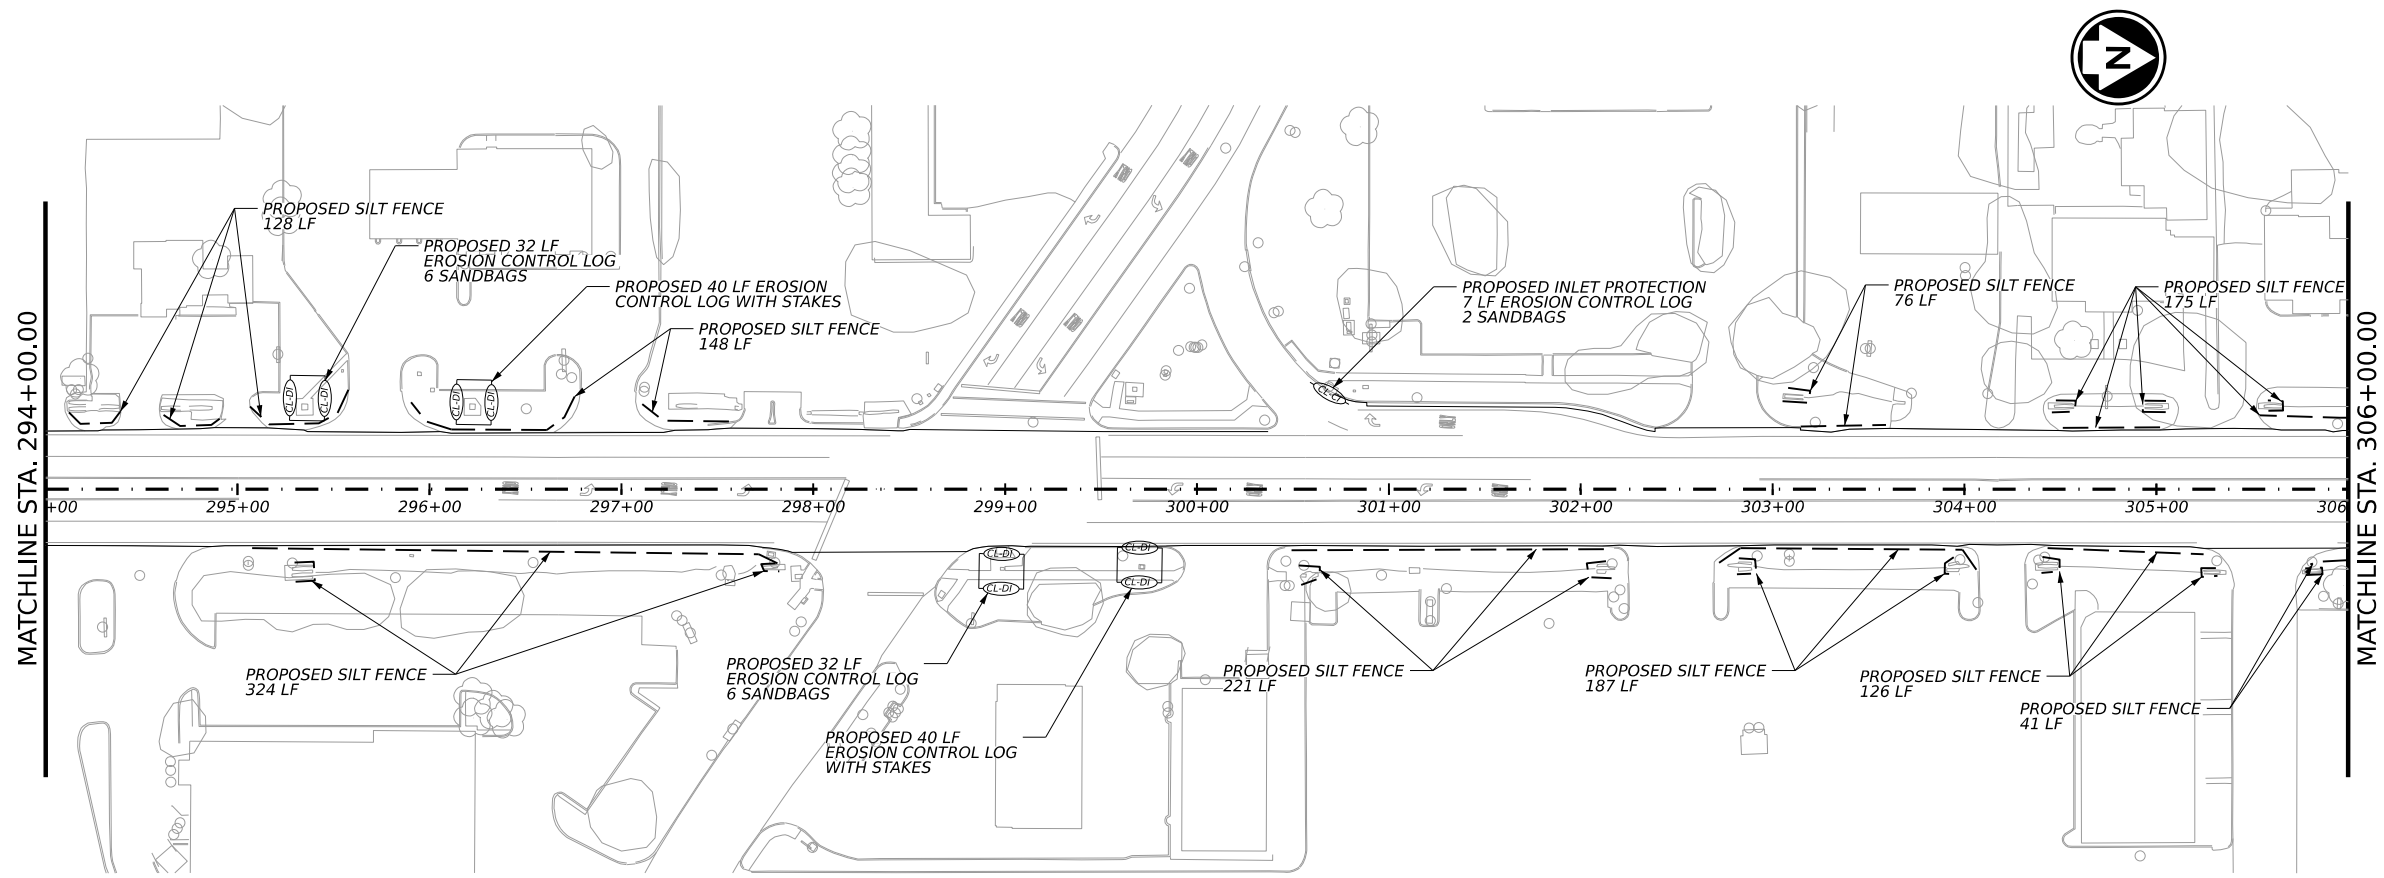 N
PROPOSED SILT FENCE
128 LF
PROPOSED 32 LF
EROSION CONTROL LOG
6 SANDBAGS
PROPOSED 40 LF EROSION
CONTROL LOG WITH STAKES
PROPOSED SILT FENCE
148 LF
PROPOSED INLET PROTECTION
7 LF EROSION CONTROL LOG
2 SANDBAGS
PROPOSED SILT FENCE
76 LF
PROPOSED SILT FENCE
175 LF
CL-DI
CL-DI
CL-DI
CL-DI
CL-DI
MATCHLINE STA. 294+00.00
MATCHLINE STA. 306+00.00
+00
295+00
296+00
297+00
298+00
299+00
300+00
301+00
302+00
303+00
304+00
305+00
306
CL-DI
CL-DI
CL-DI
CL-DI
PROPOSED SILT FENCE
324 LF
PROPOSED 32 LF
EROSION CONTROL LOG
6 SANDBAGS
PROPOSED 40 LF
EROSION CONTROL LOG
WITH STAKES
PROPOSED SILT FENCE
221 LF
PROPOSED SILT FENCE
187 LF
PROPOSED SILT FENCE
126 LF
PROPOSED SILT FENCE
41 LF